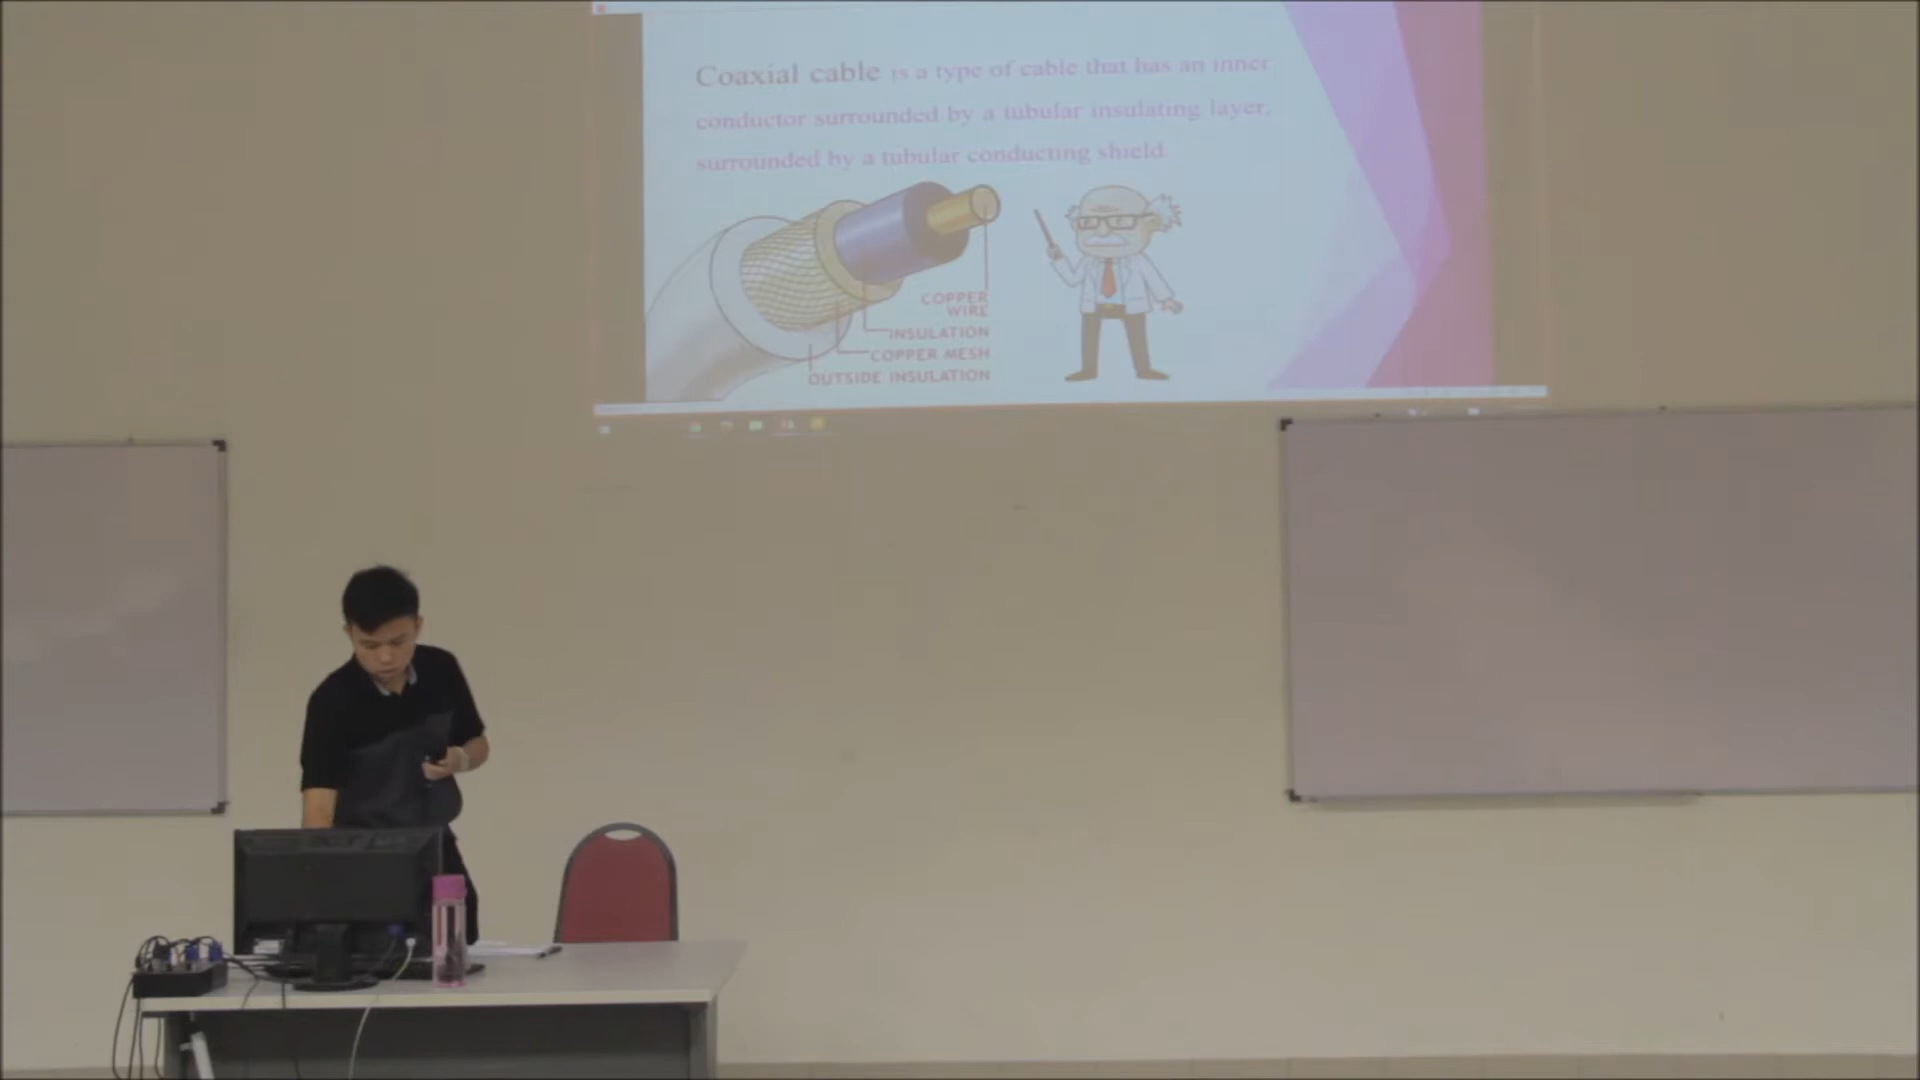 Coaxial cable is a type of cable that has an inner
conductor surrounded by a tubular insulating layer,
surrounded by a tubular conducting shield.
COPPER
WIRE
INSULATION
COPPER MESH
OUTSIDE INSULATION